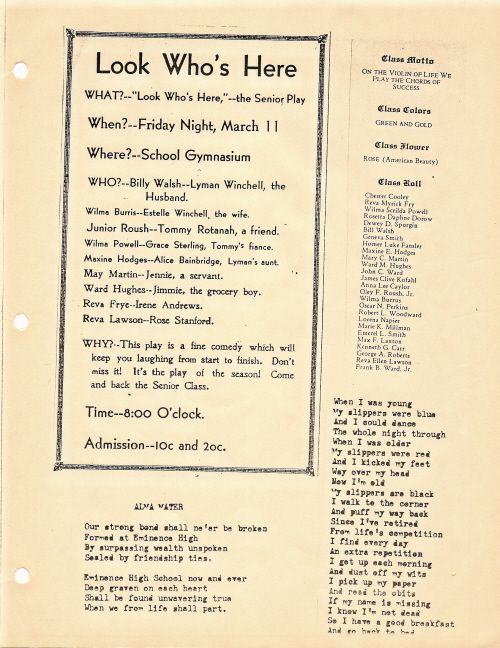 Look Who's Here
WHAT?--"Look Who's Here,"--the Senior Play
When?--Friday Night, March 11
Where?--School Gymnasium
WHO?--Billy Walsh--Lyman Winchell, the
Husband.
Wilma Burris--Estelle Winchell, the wife.
Junior Roush--Tommy Rotanah, a friend.
Wilma Powell--Grace Sterling, Tommy's fiance.
Maxine Hodges--Alice Bainbridge, Lyman's aunt.
May Martin--Jennie, a servant.
Ward Hughes--Jimmie, the grocery boy.
Reva Frye--Irene Andrews.
Reva Lawson--Rose Stanford.
WHY?--This play is a fine comedy which will
keep you laughing from start to finish. Don't
miss it! It's the play of the season! Come
and back the Senior Class.
Time--8:00 O'clock.
Admission--10c and 20c.
ALMA WATER
Our strong bond shall ne'er be broken
Formed at Eminence High
By surpassing wealth unspoken
Sealed by friendship ties.
Eminence High School now and ever
Deep graven on each heart
Shall be found unwavering true
When we from life shall part.
Class Motto
ON THE VIOLIN OF LIFE WE
PLAY THE CHORDS OF
SUCCESS
Class Colors
GREEN AND GOLD
Class Flower
ROSE (American Beauty)
Class Roll
Chester Cooley
Reva Myrick Fry
Wilma Scrilda Powell
Rosetta Daphne Dorow
Dewey D. Spurgin
Bill Walsh
Geneva Smith
Homer Luke Fander
Maxine E. Hodges
Mary C. Martin
Ward M. Hughes
John C. Ward
James Clive Kofahl
Anna Lee Caylor
Oley F. Roush, Jr.
Wilma Burrus
Oscar N. Perkins
Robert L. Woodward
Lorena Napier
Marie K. Millman
Emerel L. Smith
Max F. Laxton
Kenneth G. Carr
George A. Roberts
Reva Ellen Lawson
Frank B. Ward, Jr.
When I was young
My slippers were blue
And I could dance
The whole night through
When I was older
My slippers were red
And I kicked my feet
Way over my head
Now I'm old
My slippers are black
I walk to the corner
And puff my way back
Since I've retired
From life's competition
I find every day
An extra repetition
I get up each morning
And dust off my wits
I pick up my paper
And read the obits
If my name is missing
I know I'm not dead
So I have a good breakfast
And go back to bed